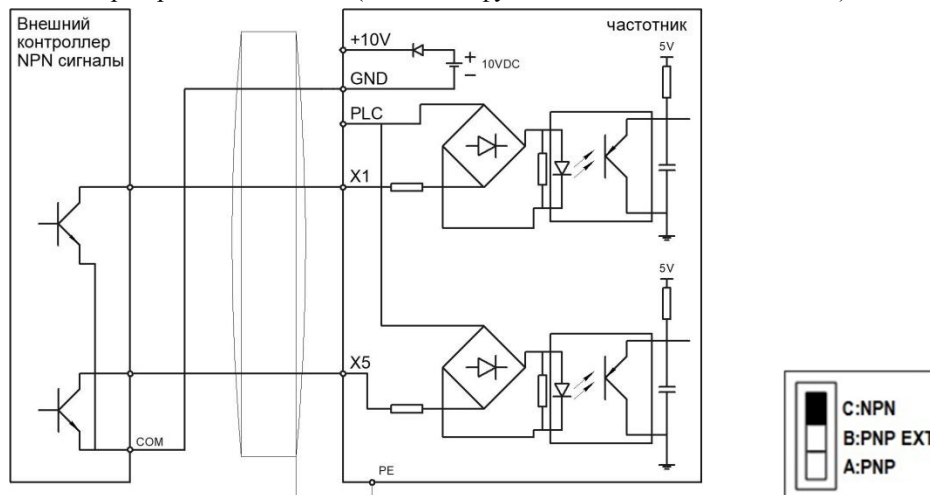 Внешний
контроллер
NPN сигналы
частотник
+10V
5V
+
10VDC
−
GND
PLC
X1
5V
X5
COM
PE
C:NPN
B:PNP EXT
A:PNP